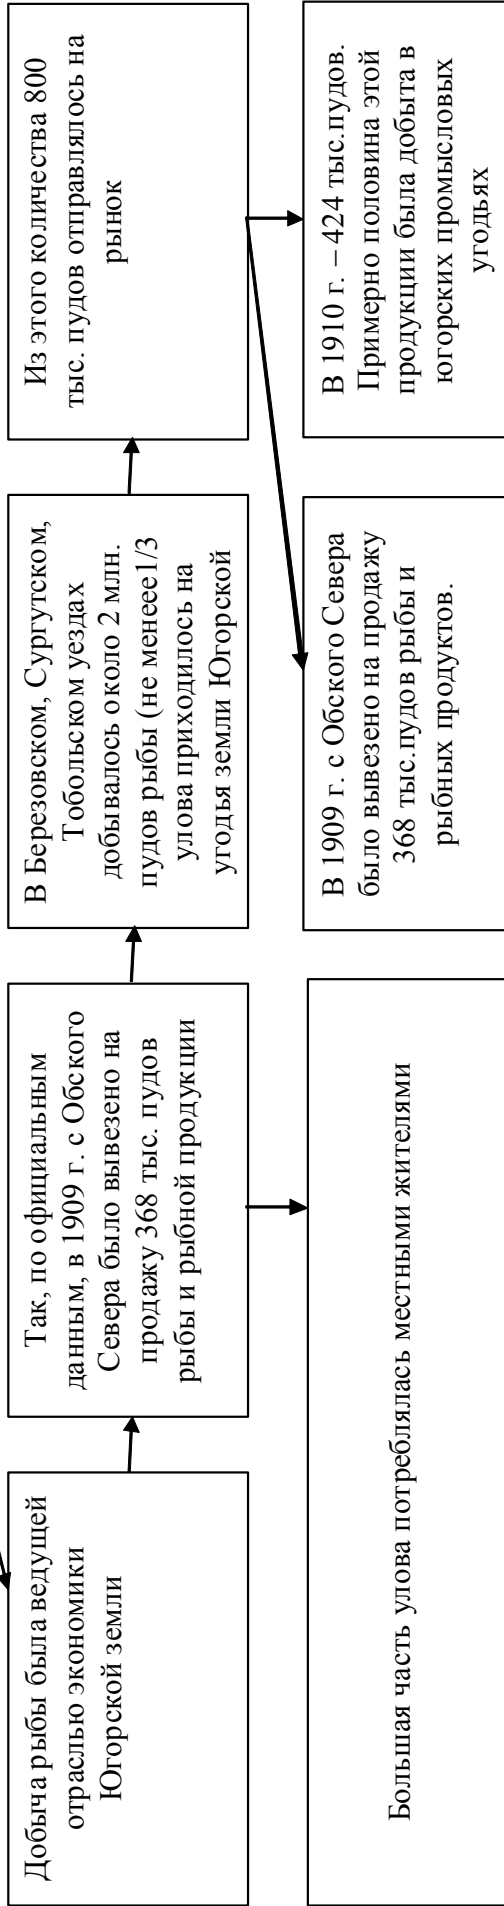 Добыча рыбы была ведущей
отраслью экономики
Югорской земли
Так, по официальным
данным, в 1909 г. с Обского
Севера было вывезено на
продажу 368 тыс. пудов
рыбы и рыбной продукции
В Березовском, Сургутском,
Тобольском уездах
добывалось около 2 млн.
пудов рыбы (не менеее1/3
улова приходилось на
угодья земли Югорской
Из этого количества 800
тыс. пудов отправлялось на
рынок
Большая часть улова потреблялась местными жителями
В 1909 г. с Обского Севера
было вывезено на продажу
368 тыс.пудов рыбы и
рыбных продуктов.
В 1910 г. – 424 тыс.пудов.
Примерно половина этой
продукции была добыта в
югорских промысловых
угодьях